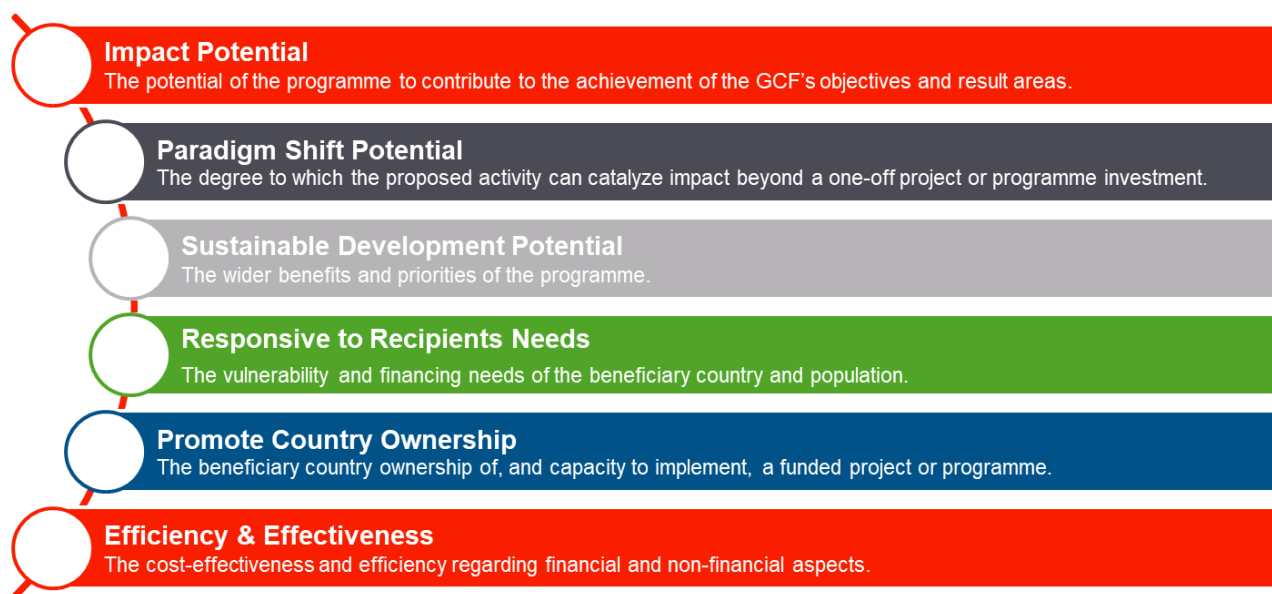 Impact Potential
The potential of the programme to contribute to the achievement of the GCF's objectives and result areas.
Paradigm Shift Potential
The degree to which the proposed activity can catalyze impact beyond a one-off project or programme investment.
Sustainable Development Potential
The wider benefits and priorities of the programme.
Responsive to Recipients Needs
The vulnerability and financing needs of the beneficiary country and population.
Promote Country Ownership
The beneficiary country ownership of, and capacity to implement, a funded project or programme.
Efficiency & Effectiveness
The cost-effectiveness and efficiency regarding financial and non-financial aspects.